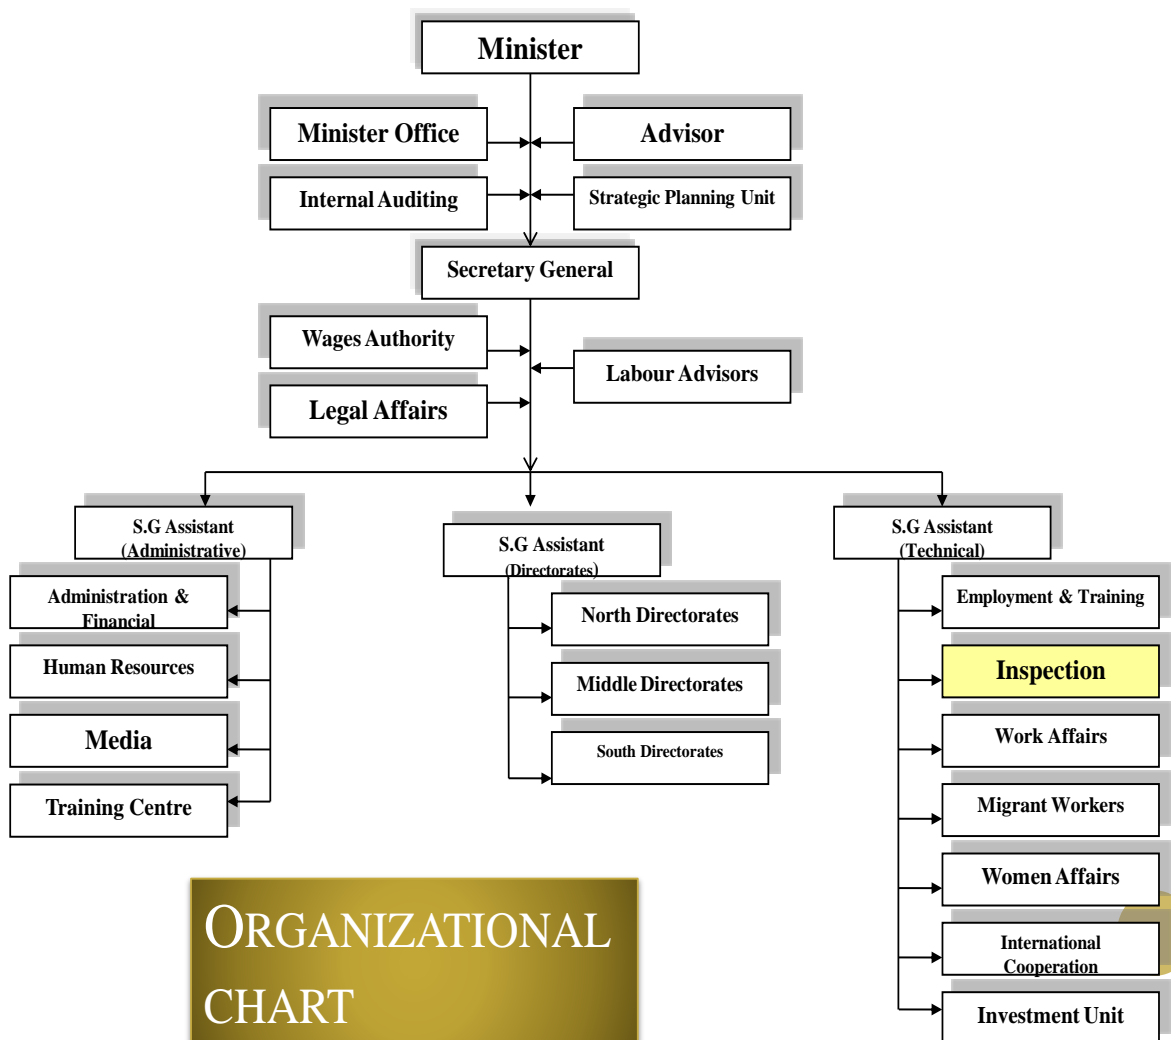 Minister
Minister Office
Advisor
Internal Auditing
Strategic Planning Unit
Secretary General
Wages Authority
Labour Advisors
Legal Affairs
S.G Assistant
(Administrative)
Administration &
Financial
Human Resources
Media
Training Centre
S.G Assistant
(Directorates)
North Directorates
Middle Directorates
South Directorates
S.G Assistant
(Technical)
Employment & Training
Inspection
Work Affairs
Migrant Workers
Women Affairs
International
Cooperation
Investment Unit
ORGANIZATIONAL
CHART